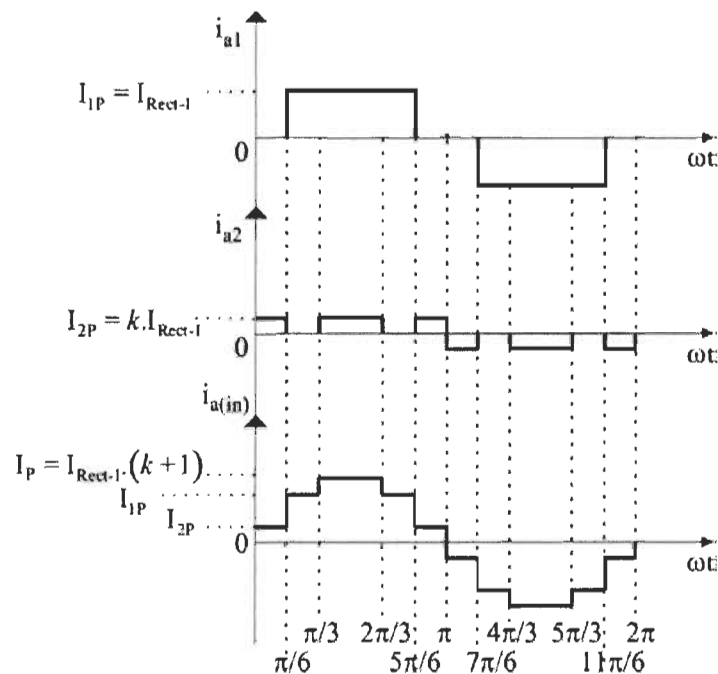 i_a1
I_1P = I_Rect-1
0
ωt
i_a2
I_2P = k.I_Rect-1
0
ωt
i_a(in)
I_P = I_Rect-1.(k+1)
I_1P
I_2P
0
ωt
π/3 2π/3 π 4π/3 5π/3 2π
π/6 5π/6 7π/6 11π/6